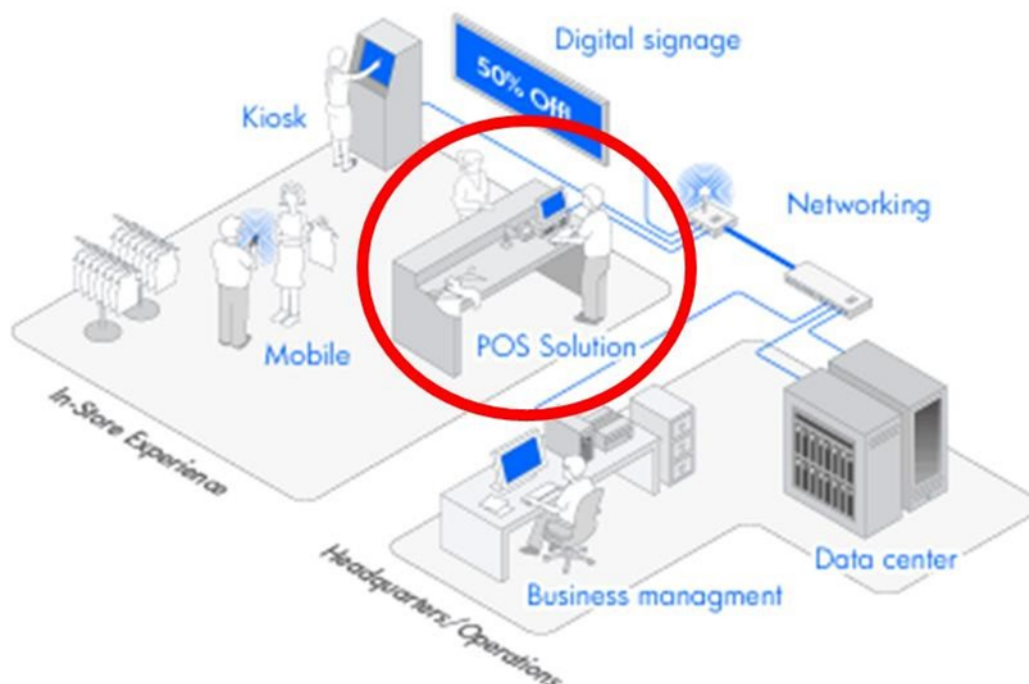 Digital signage
50% Off!
Kiosk
Networking
Mobile
POS Solution
In-Store Experience
Data center
Business managment
Headquarters/Operations